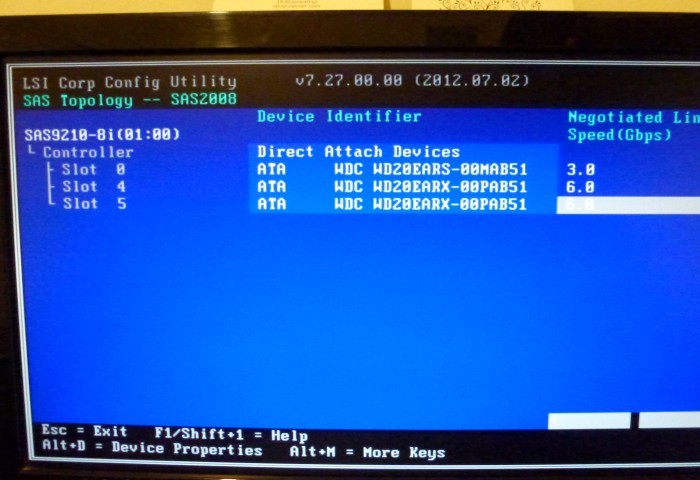 LSI Corp Config Utility v7.27.00.00 (2012.07.02)
SAS Topology -- SAS2008
Device Identifier Negotiated Lin
SAS9210-8i(01:00) Speed(Gbps)
Controller Direct Attach Devices
Slot 0 ATA WDC WD20EARS-00MAB51 3.0
Slot 4 ATA WDC WD20EARX-00PAB51 6.0
Slot 5 ATA WDC WD20EARX-00PAB51 6.0
Esc = Exit F1/Shift+1 = Help
Alt+D = Device Properties Alt+M = More Keys